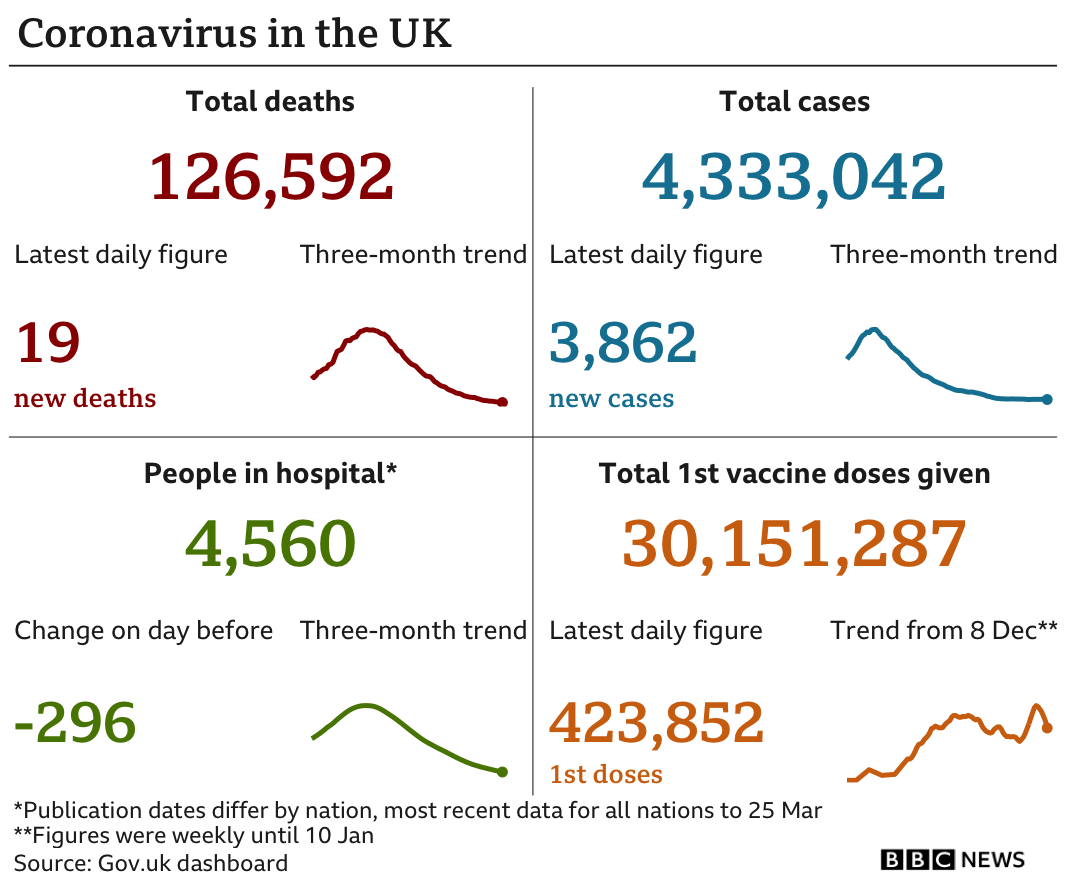 Coronavirus in the UK
Total deaths
126,592
Latest daily figure
Three-month trend
19
new deaths
Total cases
4,333,042
Latest daily figure
Three-month trend
3,862
new cases
People in hospital*
4,560
Change on day before
Three-month trend
-296
Total 1st vaccine doses given
30,151,287
Latest daily figure
Trend from 8 Dec**
423,852
1st doses
*Publication dates differ by nation, most recent data for all nations to 25 Mar
**Figures were weekly until 10 Jan
Source: Gov.uk dashboard
BBC NEWS